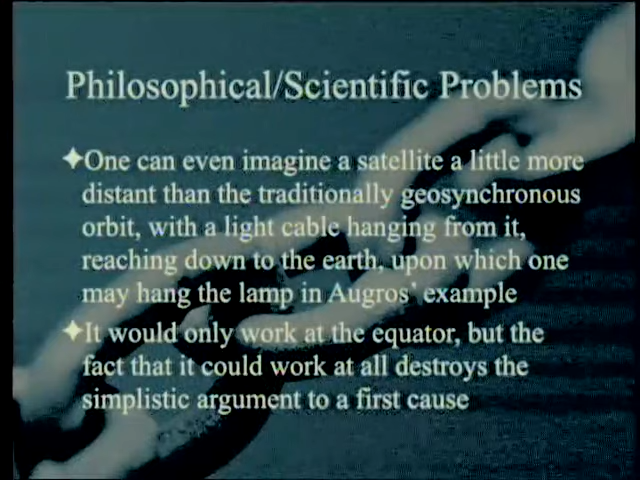 Philosophical/Scientific Problems
✦One can even imagine a satellite a little more
distant than the traditionally geosynchronous
orbit, with a light cable hanging from it,
reaching down to the earth, upon which one
may hang the lamp in Augros' example
✦It would only work at the equator, but the
fact that it could work at all destroys the
simplistic argument to a first cause